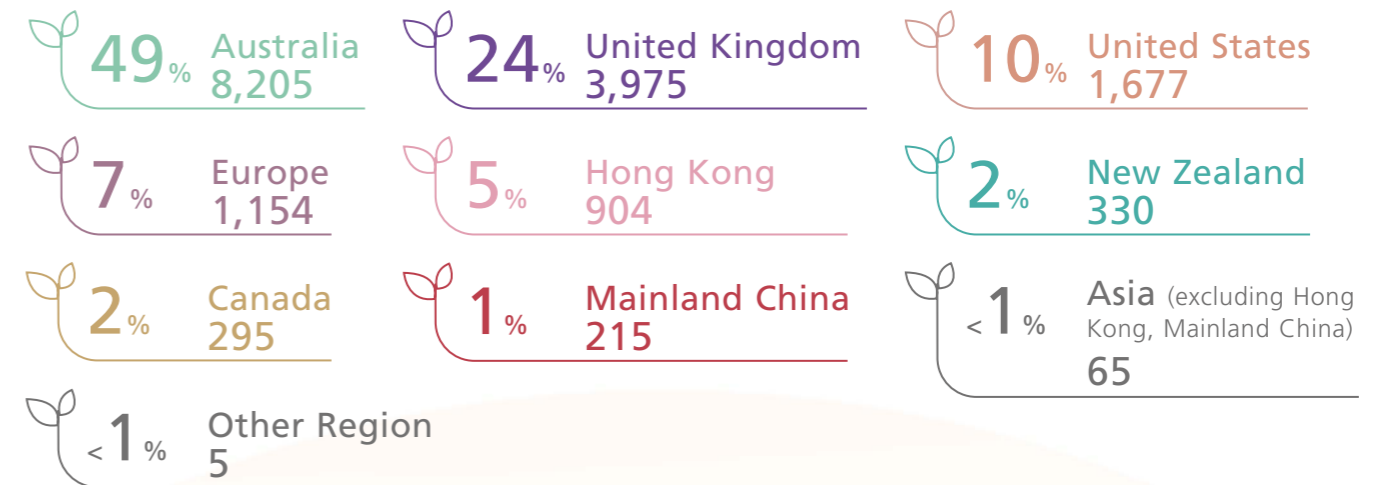 49% Australia
8,205
24% United Kingdom
3,975
10% United States
1,677
7% Europe
1,154
5% Hong Kong
904
2% New Zealand
330
2% Canada
295
1% Mainland China
215
<1% Asia (excluding Hong
Kong, Mainland China)
65
<1% Other Region
5